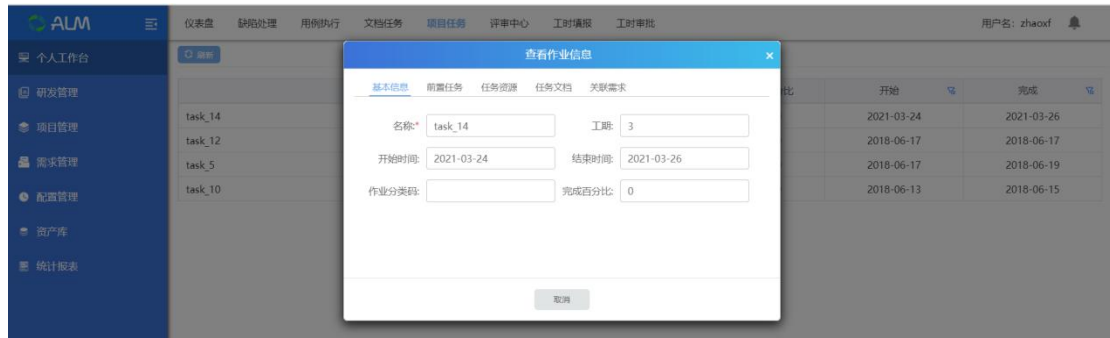 ALM
仪表盘 缺陷处理 用例执行 文档任务 项目任务 评审中心 工时填报 工时审批 用户名: zhaoxf
个人工作台
研发管理
项目管理
需求管理
配置管理
资产库
统计报表
刷新
比 开始 完成
task_14 2021-03-24 2021-03-26
task_12 2018-06-17 2018-06-17
task_5 2018-06-17 2018-06-19
task_10 2018-06-13 2018-06-15
查看作业信息 ×
基本信息 前置任务 任务资源 任务文档 关联需求
名称:* task_14 工期: 3
开始时间: 2021-03-24 结束时间: 2021-03-26
作业分类码: 完成百分比: 0
取消